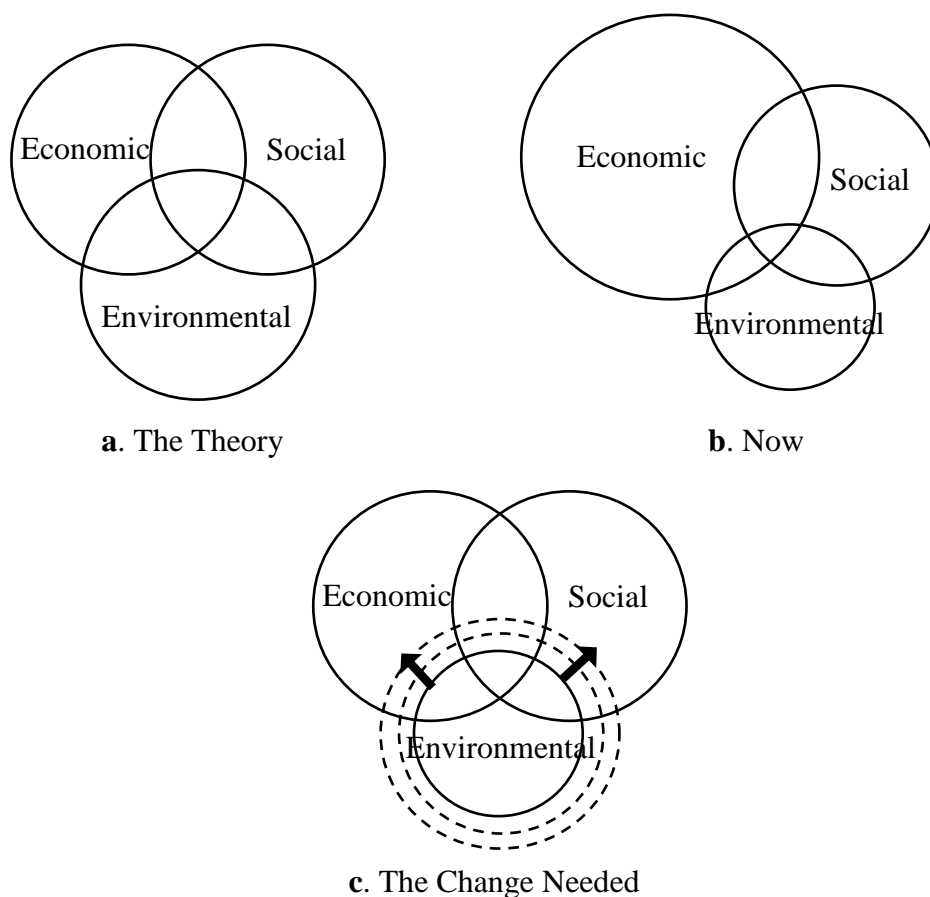 Economic
Social
Environmental
a. The Theory
Economic
Social
Environmental
b. Now
Economic
Social
Environmental
c. The Change Needed